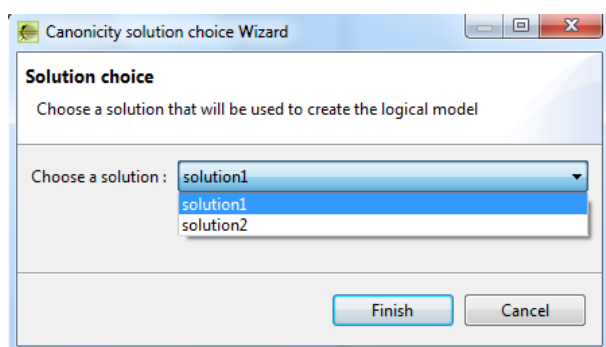 Canonicity solution choice Wizard
Solution choice
Choose a solution that will be used to create the logical model
Choose a solution : solution1
solution1
solution2
Finish Cancel